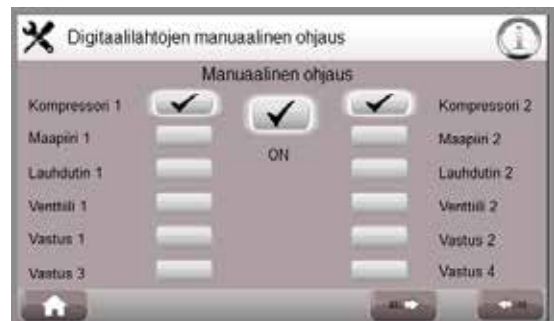 Digitaalilähtöjen manuaalinen ohjaus
Manuaalinen ohjaus
Kompressori 1
Kompressori 2
Maapiiri 1
Maapiiri 2
ON
Lauhdutin 1
Lauhdutin 2
Venttiili 1
Venttiili 2
Vastus 1
Vastus 2
Vastus 3
Vastus 4